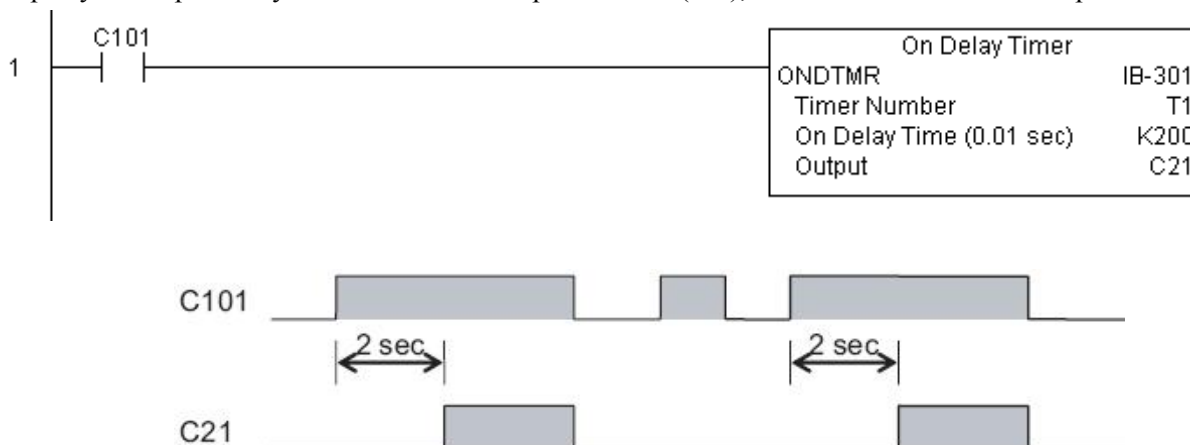 C101
1
On Delay Timer
ONDTMR IB-301
Timer Number T1
On Delay Time (0.01 sec) K200
Output C21
C101
2 sec 2 sec
C21